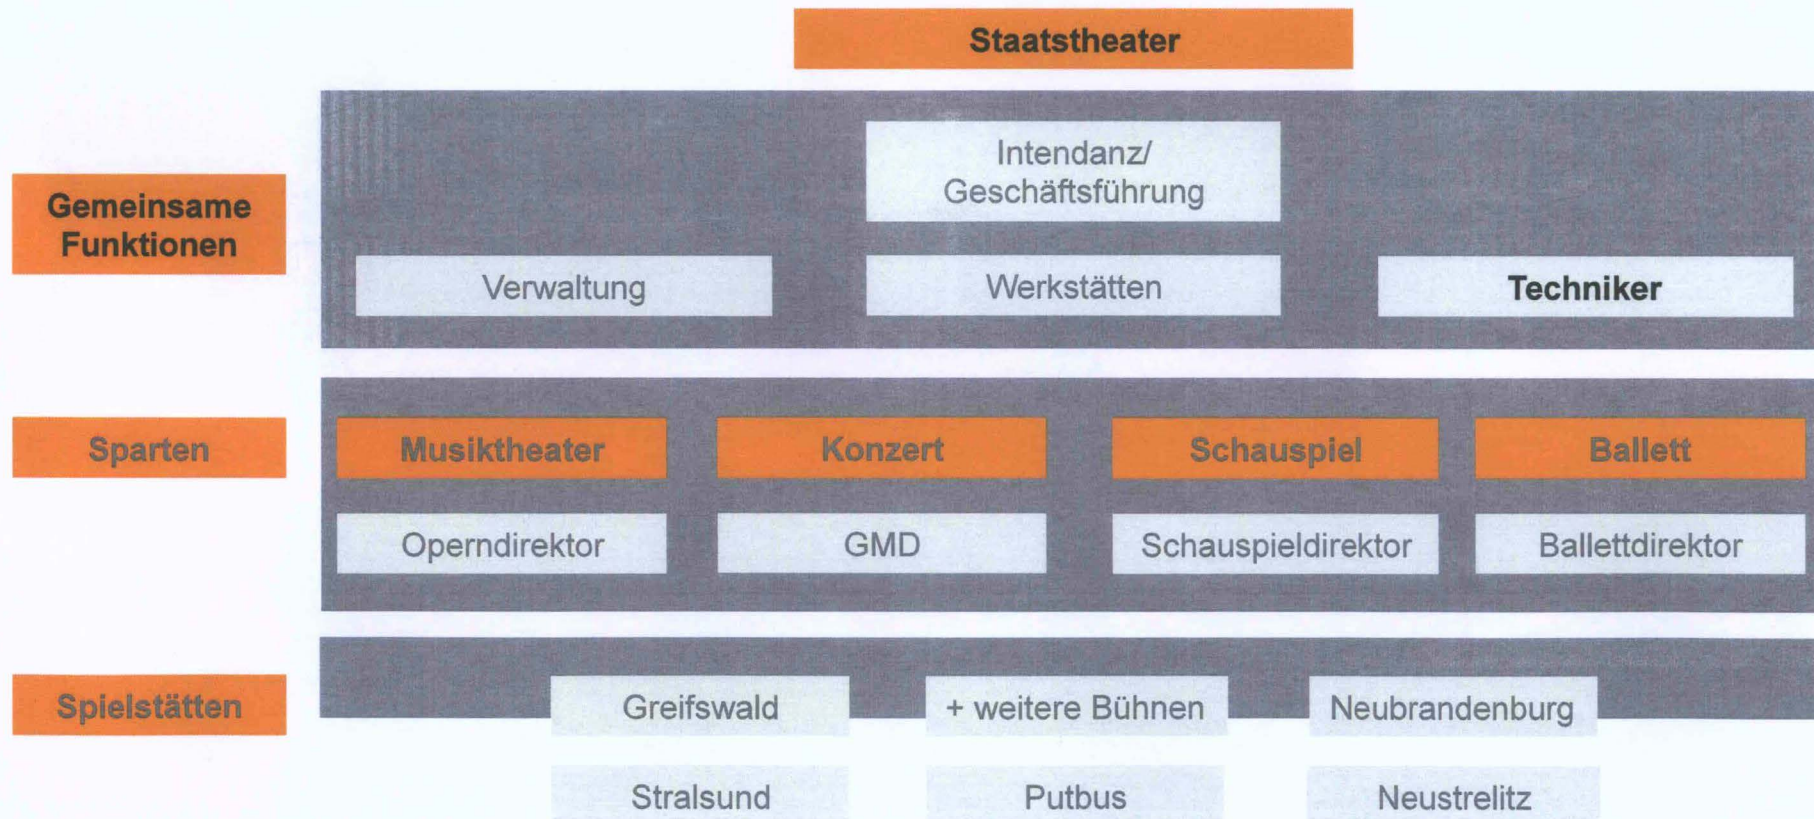 Staatstheater
Gemeinsame
Funktionen
Intendanz/
Geschäftsführung
Verwaltung
Werkstätten
Techniker
Sparten
Musiktheater
Konzert
Schauspiel
Ballett
Operndirektor
GMD
Schauspieldirektor
Ballettdirektor
Spielstätten
Greifswald
+ weitere Bühnen
Neubrandenburg
Stralsund
Putbus
Neustrelitz